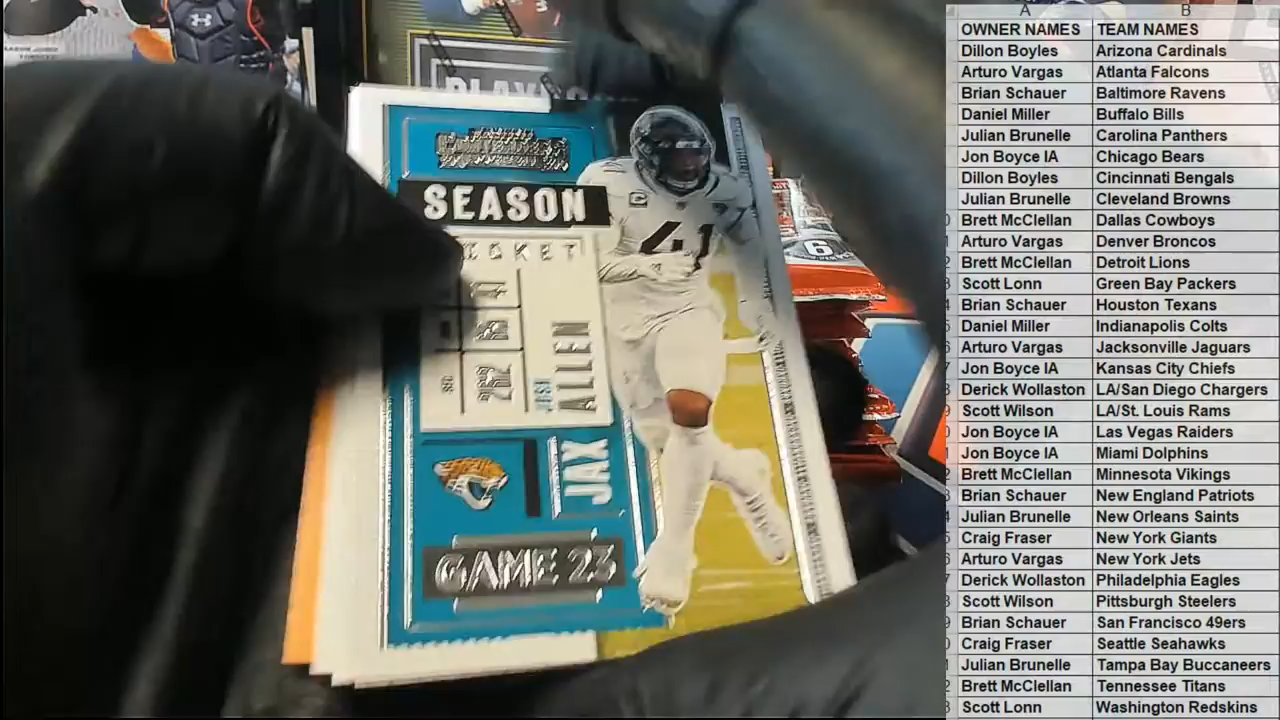 SEASON
TICKET
41
262
JOSH
ALLEN
JAX
GAME 23
41
6
A B
OWNER NAMES TEAM NAMES
Dillon Boyles Arizona Cardinals
Arturo Vargas Atlanta Falcons
Brian Schauer Baltimore Ravens
Daniel Miller Buffalo Bills
Julian Brunelle Carolina Panthers
Jon Boyce IA Chicago Bears
Dillon Boyles Cincinnati Bengals
Julian Brunelle Cleveland Browns
Brett McClellan Dallas Cowboys
Arturo Vargas Denver Broncos
Brett McClellan Detroit Lions
Scott Lonn Green Bay Packers
Brian Schauer Houston Texans
Daniel Miller Indianapolis Colts
Arturo Vargas Jacksonville Jaguars
Jon Boyce IA Kansas City Chiefs
Derick Wollaston LA/San Diego Chargers
Scott Wilson LA/St. Louis Rams
Jon Boyce IA Las Vegas Raiders
Jon Boyce IA Miami Dolphins
Brett McClellan Minnesota Vikings
Brian Schauer New England Patriots
Julian Brunelle New Orleans Saints
Craig Fraser New York Giants
Arturo Vargas New York Jets
Derick Wollaston Philadelphia Eagles
Scott Wilson Pittsburgh Steelers
Brian Schauer San Francisco 49ers
Craig Fraser Seattle Seahawks
Julian Brunelle Tampa Bay Buccaneers
Brett McClellan Tennessee Titans
Scott Lonn Washington Redskins